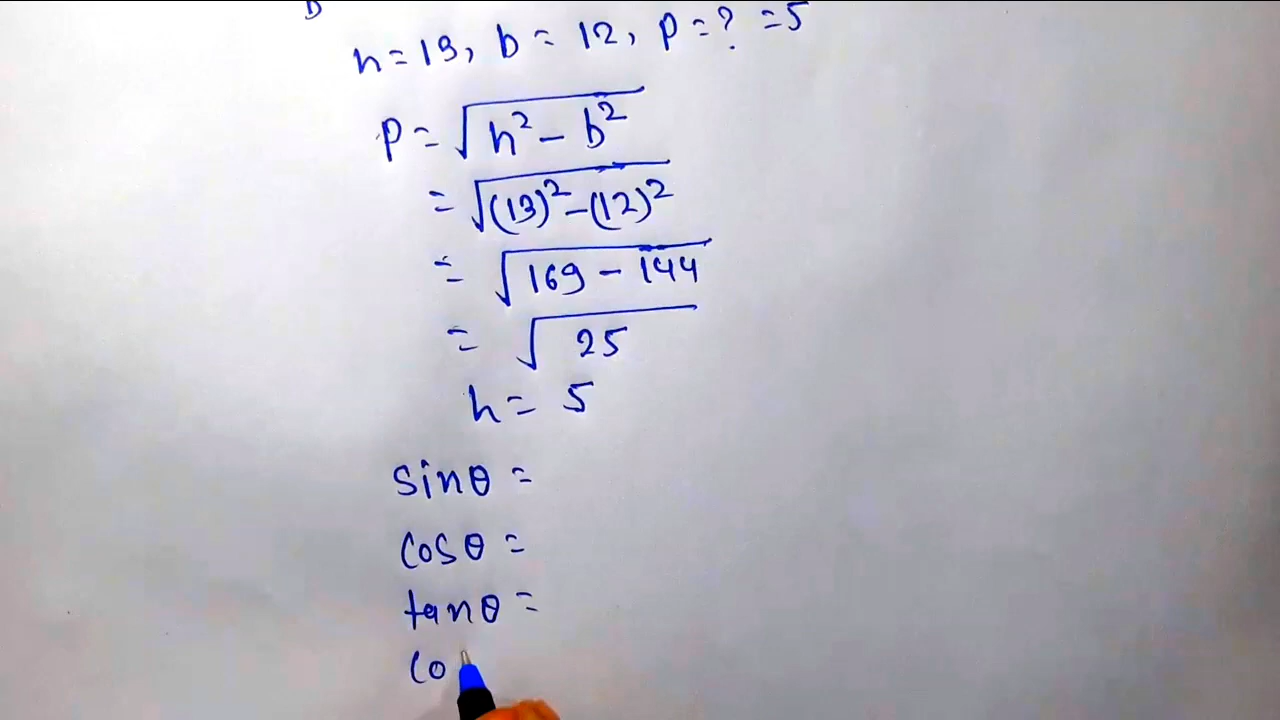 D
h = 13, b = 12, p = ? = 5
p = √h² - b²
= √(13)² - (12)²
= √169 - 144
= √25
h = 5
sinθ =
cosθ =
tanθ =
co